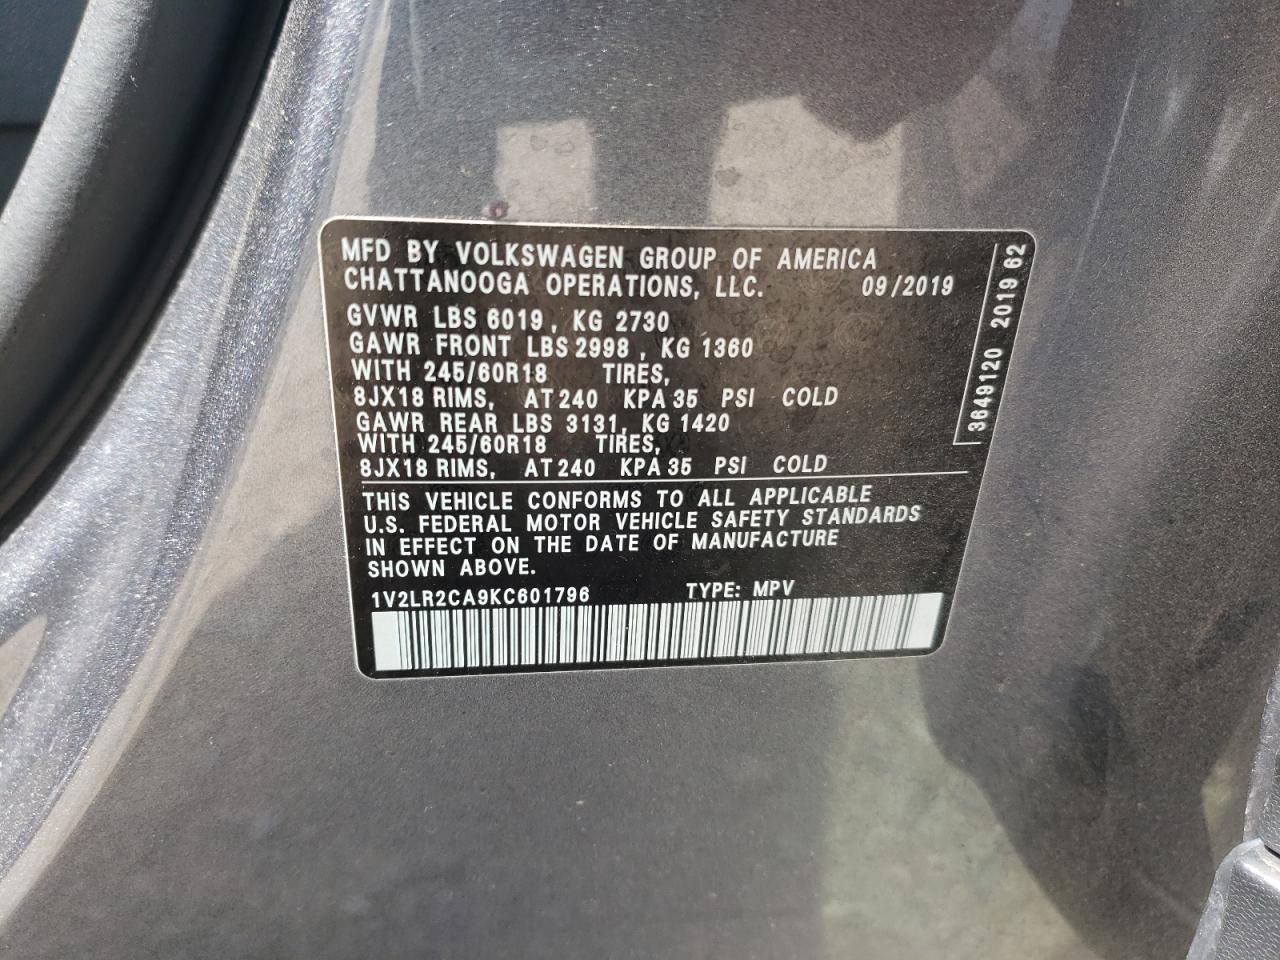 MFD BY VOLKSWAGEN GROUP OF AMERICA
CHATTANOOGA OPERATIONS, LLC. 09/2019
GVWR LBS 6019, KG 2730
GAWR FRONT LBS 2998, KG 1360
WITH 245/60R18 TIRES,
8JX18 RIMS, AT 240 KPA 35 PSI COLD
GAWR REAR LBS 3131, KG 1420
WITH 245/60R18 TIRES,
8JX18 RIMS, AT 240 KPA 35 PSI COLD
THIS VEHICLE CONFORMS TO ALL APPLICABLE
U.S. FEDERAL MOTOR VEHICLE SAFETY STANDARDS
IN EFFECT ON THE DATE OF MANUFACTURE
SHOWN ABOVE.
1V2LR2CA9KC601796 TYPE: MPV
3649120 2019 62